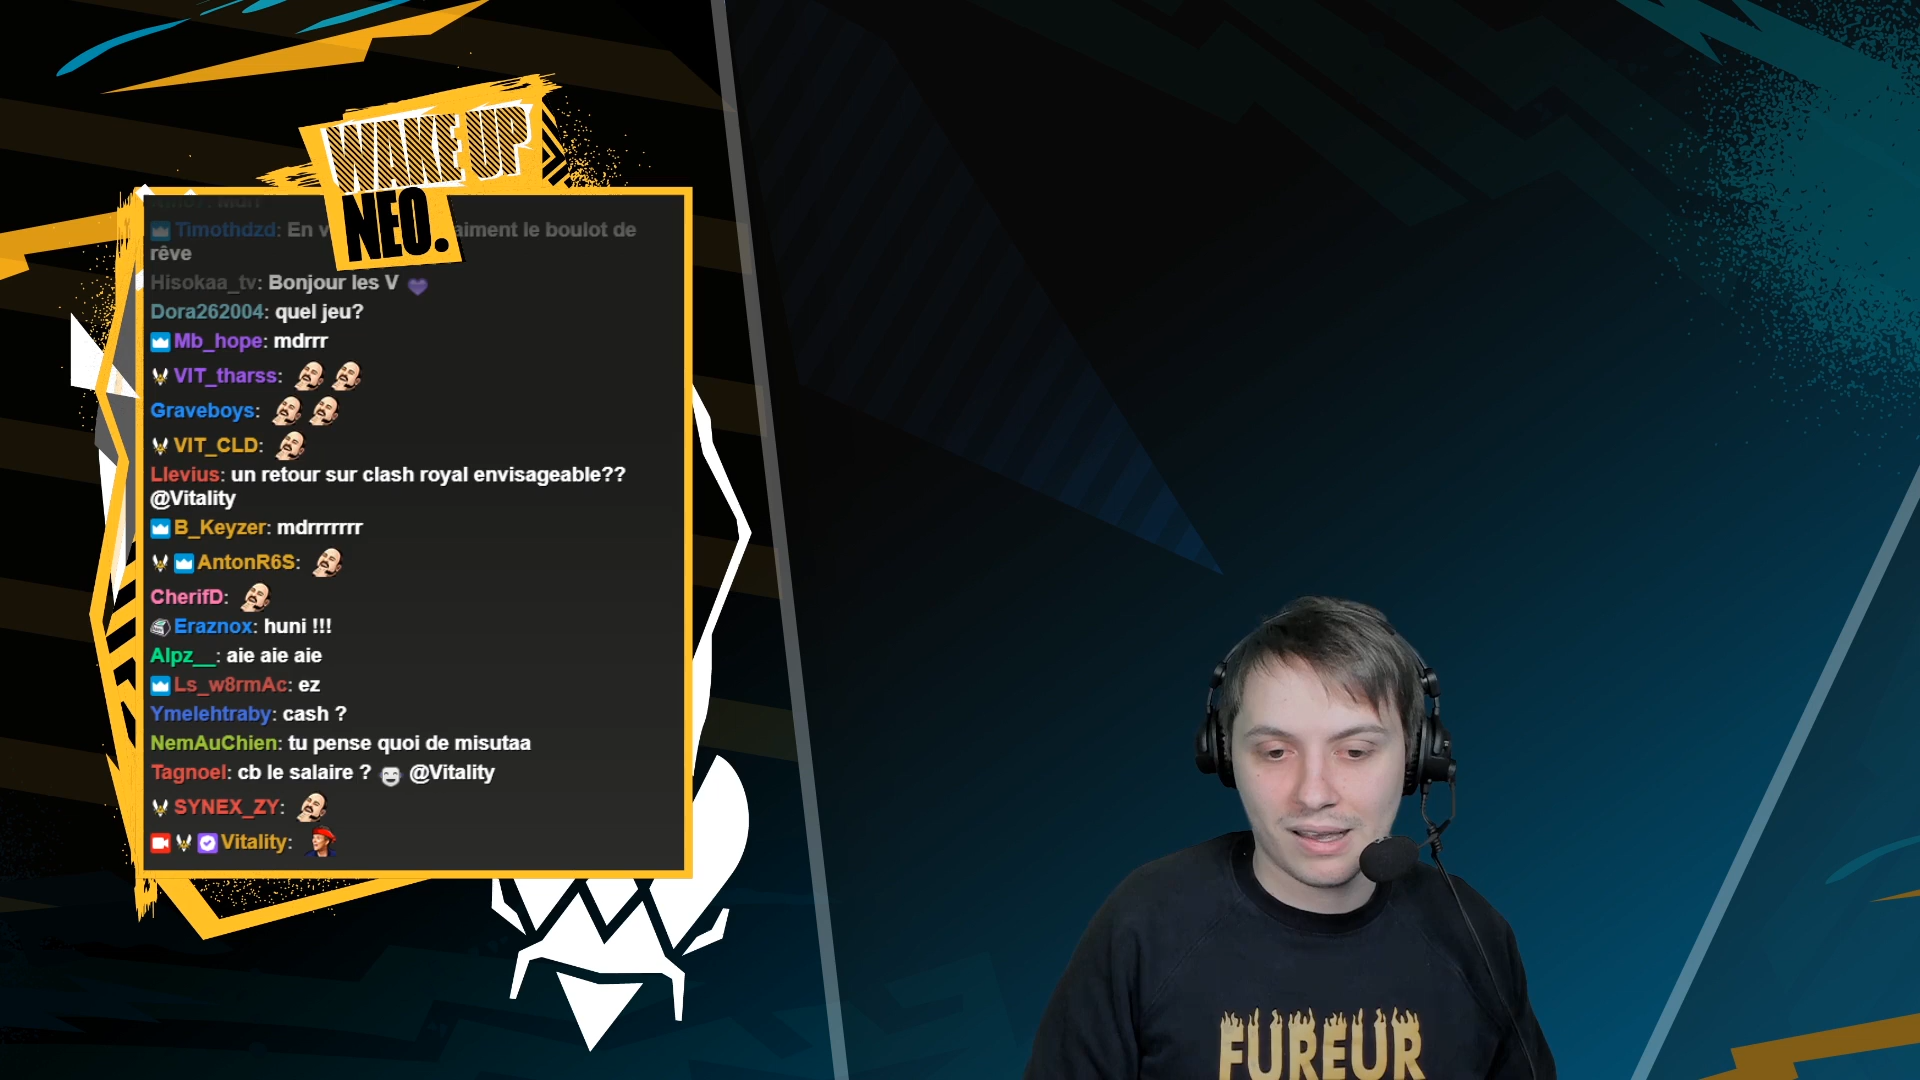 WAKE UP
NEO.
Timothdzd: En v aiment le boulot de
rêve
Hisokaa_tv: Bonjour les V
Dora262004: quel jeu?
Mb_hope: mdrrr
VIT_tharss:
Graveboys:
VIT_CLD:
Llevius: un retour sur clash royal envisageable??
@Vitality
B_Keyzer: mdrrrrrrr
AntonR6S:
CherifD:
Eraznox: huni !!!
Alpz__: aie aie aie
Ls_w8rmAc: ez
Ymelehtraby: cash ?
NemAuChien: tu pense quoi de misutaa
Tagnoel: cb le salaire ? @Vitality
SYNEX_ZY:
Vitality:
FUREUR